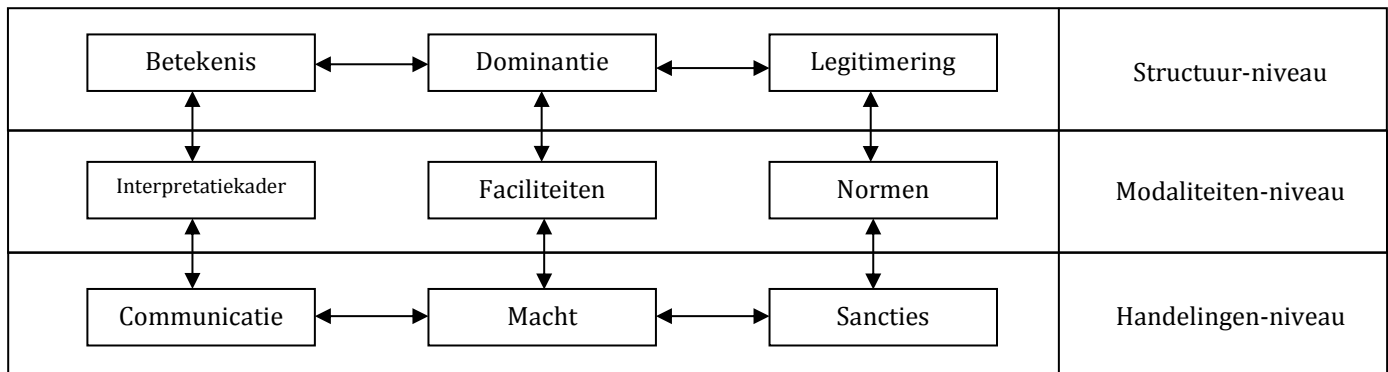 Betekenis
Dominantie
Legitimering
Structuur-niveau
Interpretatiekader
Faciliteiten
Normen
Modaliteiten-niveau
Communicatie
Macht
Sancties
Handelingen-niveau